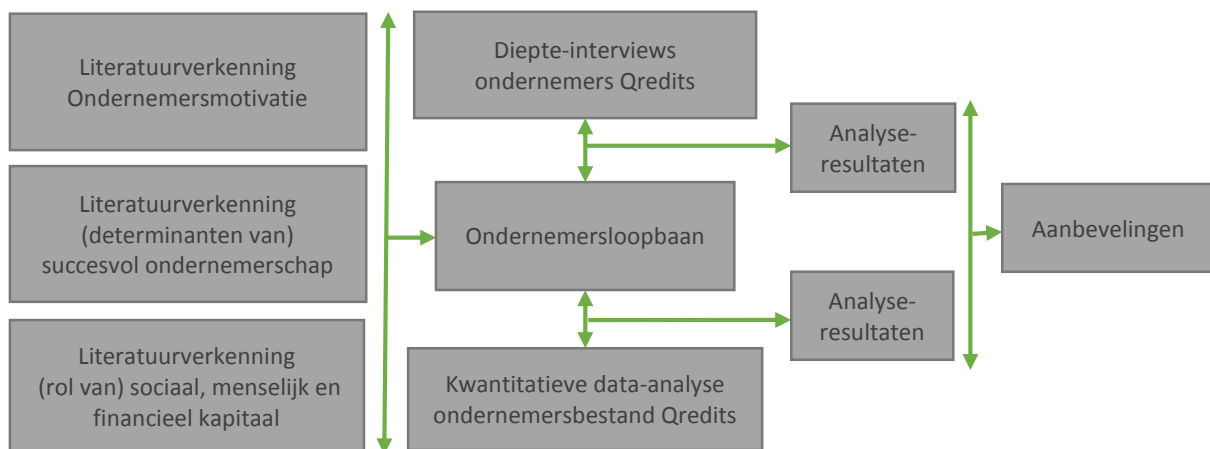 Literatuurverkenning
Ondernemersmotivatie
Literatuurverkenning
(determinanten van)
succesvol ondernemerschap
Literatuurverkenning
(rol van) sociaal, menselijk en
financieel kapitaal
Diepte-interviews
ondernemers Qredits
Ondernemersloopbaan
Kwantitatieve data-analyse
ondernemersbestand Qredits
Analyse-
resultaten
Analyse-
resultaten
Aanbevelingen